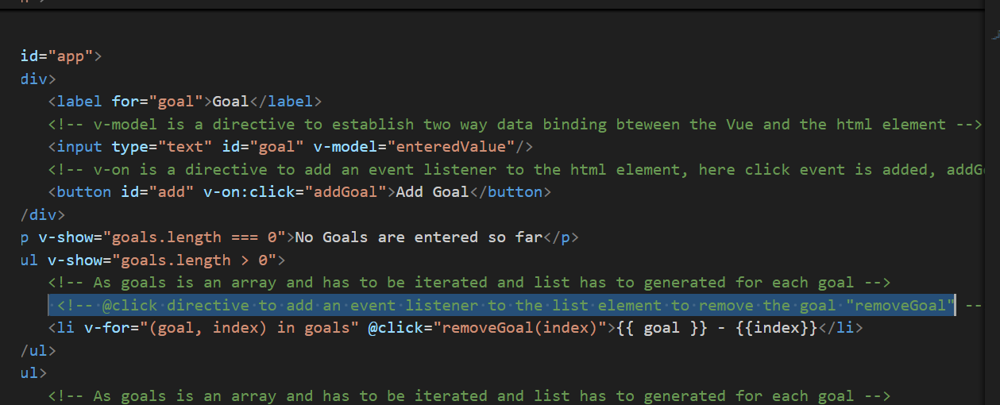 id="app">
div>
<label for="goal">Goal</label>
<!-- v-model is a directive to establish two way data binding bteween the Vue and the html element -->
<input type="text" id="goal" v-model="enteredValue"/>
<!-- v-on is a directive to add an event listener to the html element, here click event is added, addG
<button id="add" v-on:click="addGoal">Add Goal</button>
/div>
p v-show="goals.length === 0">No Goals are entered so far</p>
ul v-show="goals.length > 0">
<!-- As goals is an array and has to be iterated and list has to generated for each goal -->
<!-- @click directive to add an event listener to the list element to remove the goal "removeGoal" --
<li v-for="(goal, index) in goals" @click="removeGoal(index)">{{ goal }} - {{index}}</li>
/ul>
ul>
<!-- As goals is an array and has to be iterated and list has to generated for each goal -->